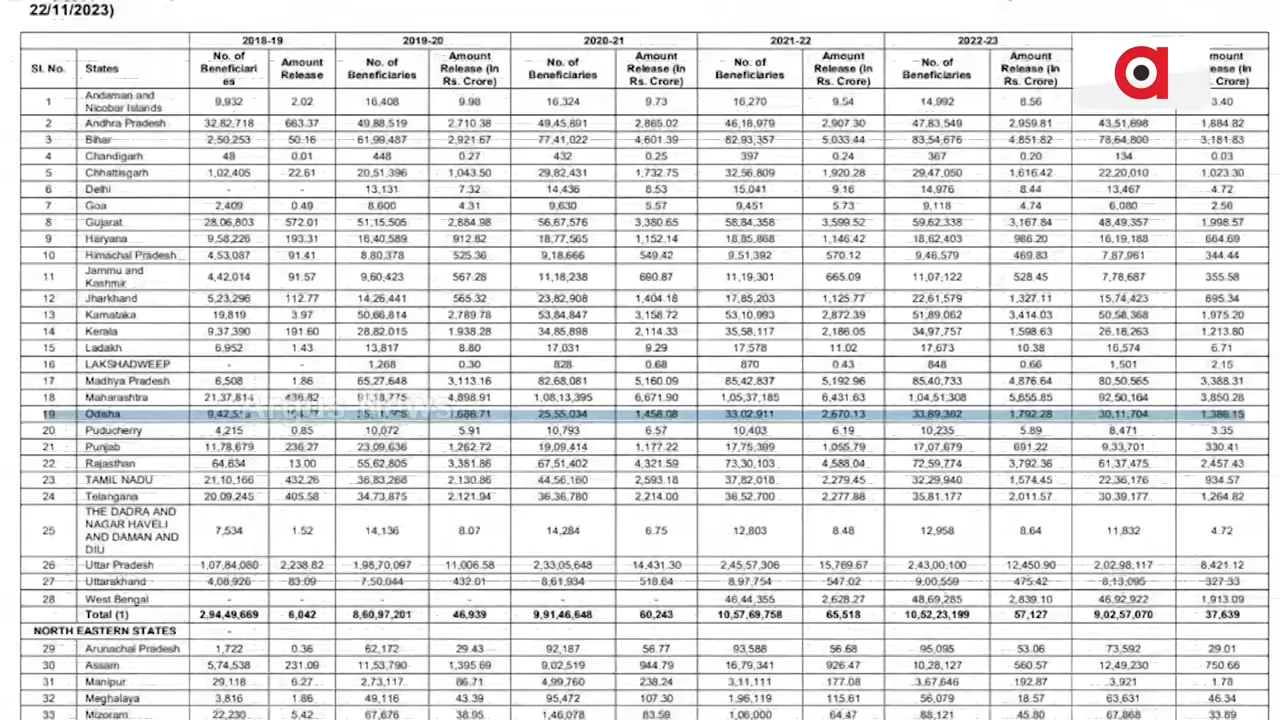 22/11/2023)
2018-19 2019-20 2020-21 2021-22 2022-23
Sl. No. States No. of Beneficiaries Amount Release No. of Beneficiaries Amount Release (In Rs. Crore) No. of Beneficiaries Amount Release (In Rs. Crore) No. of Beneficiaries Amount Release (In Rs. Crore) No. of Beneficiaries Amount Release (In Rs. Crore)
1 Andaman and Nicobar Islands 9,932 2.02 16,408 9.98 16,324 9.73 16,270 9.54 14,992 8.56 3.40
2 Andhra Pradesh 32,82,718 663.37 49,88,519 2,710.38 49,45,891 2,865.02 46,18,979 2,907.30 47,83,549 2,959.81 43,51,698 1,884.82
3 Bihar 2,50,253 50.16 61,99,487 2,921.67 77,41,022 4,601.39 82,93,357 5,033.44 83,54,676 4,851.82 78,64,800 3,181.83
4 Chandigarh 48 0.01 448 0.27 432 0.25 397 0.24 367 0.20 134 0.03
5 Chhattisgarh 1,02,405 22.61 20,51,396 1,043.50 29,82,431 1,732.75 32,56,809 1,920.28 29,47,050 1,616.42 22,20,010 1,023.30
6 Delhi - - 13,131 7.32 14,436 8.53 15,041 9.16 14,976 8.44 13,467 4.72
7 Goa 2,409 0.49 8,600 4.31 9,630 5.57 9,451 5.73 9,118 4.74 6,080 2.56
8 Gujarat 28,06,803 572.01 51,15,505 2,884.98 56,67,576 3,380.65 58,84,358 3,599.52 59,62,338 3,167.84 48,49,357 1,998.57
9 Haryana 9,58,226 193.31 16,40,589 912.82 18,77,565 1,152.14 18,85,868 1,146.42 18,62,403 986.20 16,19,188 664.69
10 Himachal Pradesh 4,53,087 91.41 8,80,378 525.36 9,18,666 549.42 9,51,392 570.12 9,46,579 469.83 7,87,961 344.44
11 Jammu and Kashmir 4,42,014 91.57 9,60,423 567.28 11,18,238 690.87 11,19,301 665.09 11,07,122 528.45 7,78,687 355.58
12 Jharkhand 5,23,296 112.77 14,26,441 565.32 23,82,908 1,404.18 17,85,203 1,125.77 22,61,579 1,327.11 15,74,423 695.34
13 Karnataka 19,819 3.97 50,66,814 2,789.78 53,84,847 3,158.72 53,10,993 2,872.39 51,89,062 3,414.03 50,58,368 1,975.20
14 Kerala 9,37,390 191.60 28,82,015 1,938.28 34,85,898 2,114.33 35,58,117 2,186.05 34,97,757 1,598.63 26,18,263 1,213.80
15 Ladakh 6,952 1.43 13,817 8.80 17,031 9.29 17,578 11.02 17,673 10.38 16,574 6.71
16 LAKSHADWEEP - - 1,268 0.30 828 0.68 870 0.43 848 0.66 1,501 2.15
17 Madhya Pradesh 6,508 1.86 65,27,648 3,113.16 82,68,081 5,160.09 85,42,837 5,192.96 85,40,733 4,876.64 80,50,565 3,388.31
18 Maharashtra 21,37,814 436.82 91,18,775 4,898.91 1,08,13,395 6,671.90 1,05,37,185 6,431.63 1,04,51,308 5,655.85 92,50,164 3,850.28
19 Odisha 25,55,034 1,458.08 33,02,911 2,670.13 33,89,362 1,792.28 30,11,704 1,386.15
Argus News
20 Puducherry 4,215 0.85 10,072 5.91 10,793 6.57 10,403 6.19 10,235 5.89 8,471 3.35
21 Punjab 11,78,679 236.27 23,09,636 1,262.72 19,09,414 1,177.22 17,75,399 1,055.79 17,07,679 691.22 9,33,701 330.41
22 Rajasthan 64,634 13.00 55,62,805 3,381.86 67,51,402 4,321.59 73,30,103 4,588.04 72,59,774 3,792.36 61,37,475 2,457.43
23 TAMIL NADU 21,10,166 432.26 36,83,268 2,130.86 44,56,160 2,593.18 37,82,018 2,279.45 32,29,940 1,574.45 22,36,176 934.57
24 Telangana 20,09,245 405.58 34,73,875 2,121.94 36,36,780 2,214.00 36,52,700 2,277.88 35,81,177 2,011.57 30,39,177 1,264.82
25 THE DADRA AND NAGAR HAVELI AND DAMAN AND DIU 7,534 1.52 14,136 8.07 14,284 6.75 12,803 8.48 12,958 8.64 11,832 4.72
26 Uttar Pradesh 1,07,84,080 2,238.82 1,98,70,097 11,006.58 2,33,05,648 14,431.30 2,45,57,306 15,769.67 2,43,00,100 12,450.90 2,02,98,117 8,421.12
27 Uttarakhand 4,08,926 83.09 7,50,044 432.01 8,61,934 518.64 8,97,754 547.02 9,00,559 475.42 8,13,095 327.33
28 West Bengal - - - - - - 46,44,355 2,628.27 48,69,285 2,839.10 46,92,922 1,913.09
Total (1) 2,94,49,669 6,042 8,60,97,201 46,939 9,91,46,648 60,243 10,57,69,758 65,518 10,52,23,199 57,127 9,02,57,070 37,639
NORTH EASTERN STATES -
29 Arunachal Pradesh 1,722 0.36 62,172 29.43 92,187 56.77 93,588 56.68 95,095 53.06 73,592 29.01
30 Assam 5,74,538 231.09 11,53,790 1,395.69 9,02,519 944.79 16,79,341 926.47 10,28,127 560.57 12,49,230 750.66
31 Manipur 29,118 6.27 2,73,117 86.71 4,99,760 238.24 3,11,111 177.08 3,67,646 192.87 3,921 1.78
32 Meghalaya 3,816 1.86 49,116 43.39 95,472 107.30 1,96,119 115.61 56,079 18.57 63,631 46.34
33 Mizoram 22,230 5.42 67,676 38.95 1,46,078 83.59 1,06,000 64.47 88,121 45.80 67,868 33.89